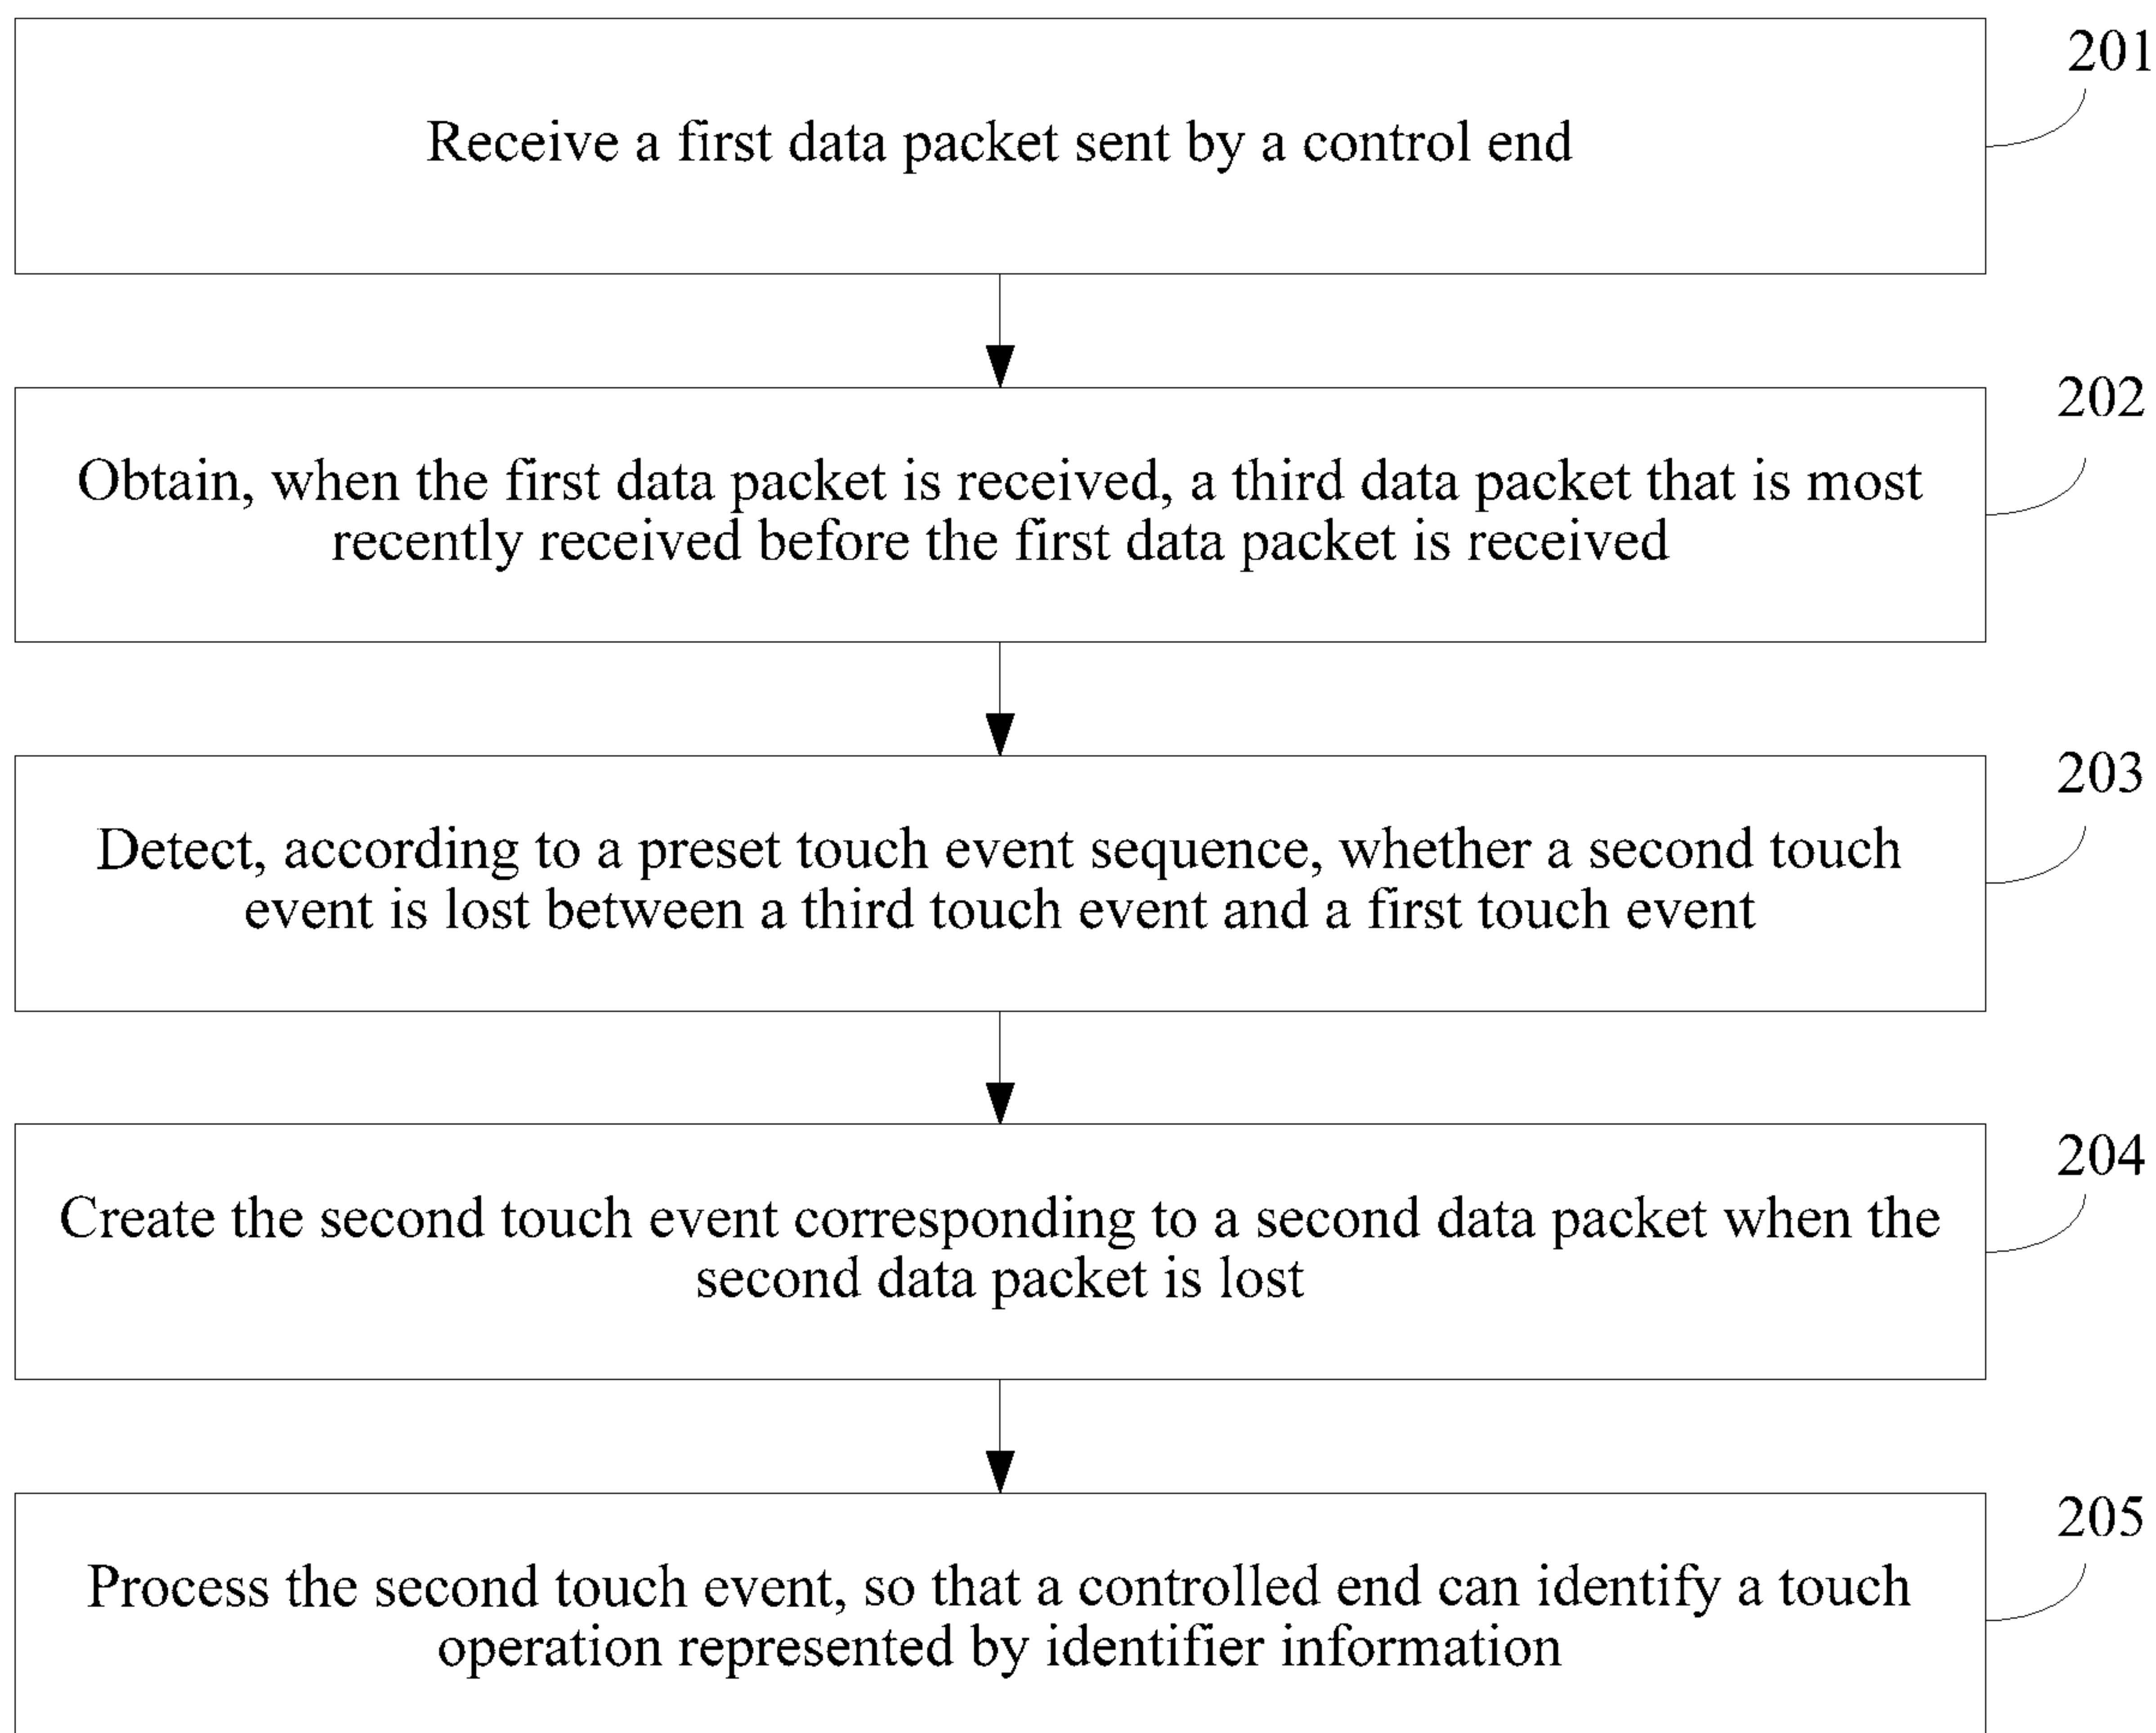 201
Receive a first data packet sent by a control end
202
Obtain, when the first data packet is received, a third data packet that is most
recently received before the first data packet is received
203
Detect, according to a preset touch event sequence, whether a second touch
event is lost between a third touch event and a first touch event
204
Create the second touch event corresponding to a second data packet when the
second data packet is lost
205
Process the second touch event, so that a controlled end can identify a touch
operation represented by identifier information